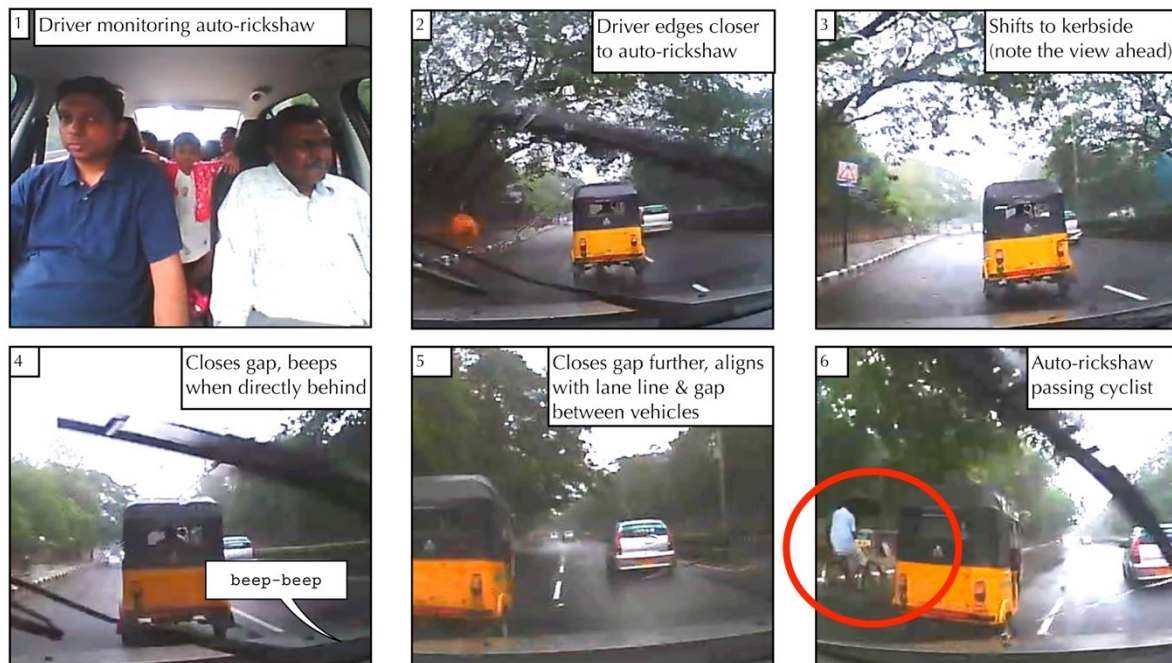 1
Driver monitoring auto-rickshaw
2
Driver edges closer
to auto-rickshaw
3
Shifts to kerbside
(note the view ahead)
4
Closes gap, beeps
when directly behind
beep-beep
5
Closes gap further, aligns
with lane line & gap
between vehicles
6
Auto-rickshaw
passing cyclist